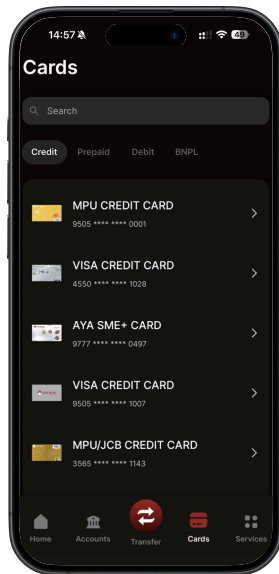 14:57
49
Cards
Search
Credit Prepaid Debit BNPL
MPU CREDIT CARD
9505 **** **** 0001
VISA CREDIT CARD
4550 **** **** 1028
AYA SME+ CARD
9777 **** **** 0497
VISA CREDIT CARD
9505 **** **** 1007
MPU/JCB CREDIT CARD
3565 **** **** 1143
Home Accounts Transfer Cards Services